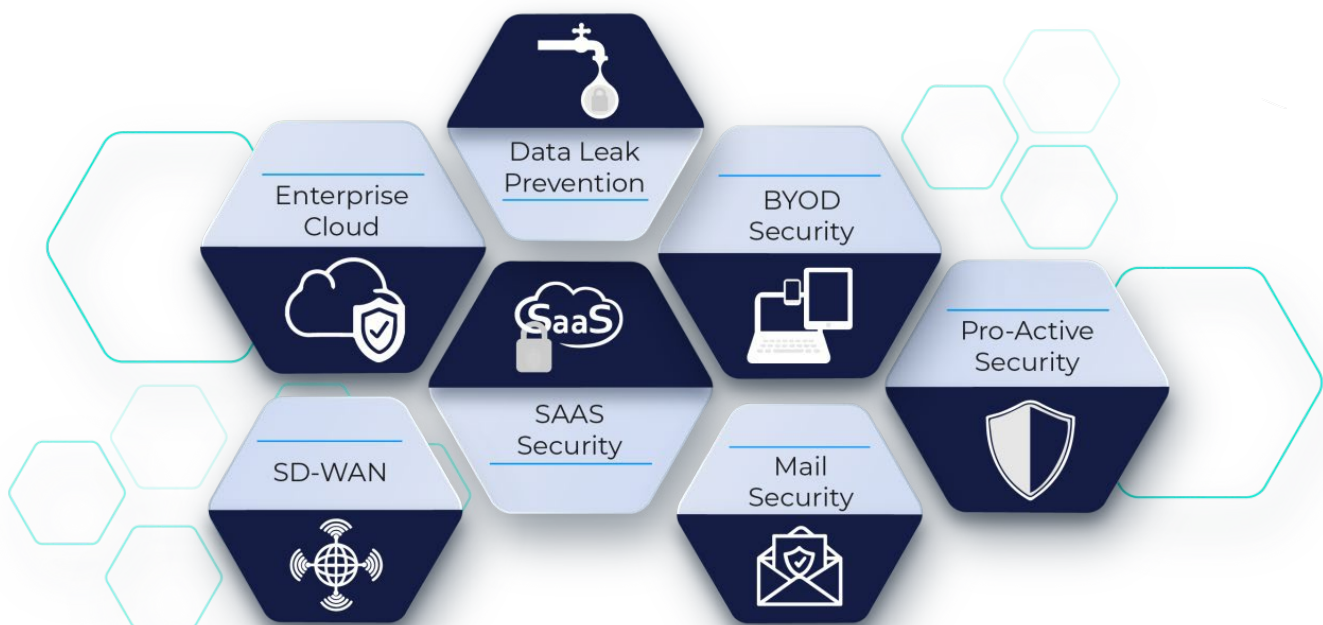 Data Leak
Prevention
Enterprise
Cloud
BYOD
Security
SaaS
SAAS
Security
Pro-Active
Security
SD-WAN
Mail
Security